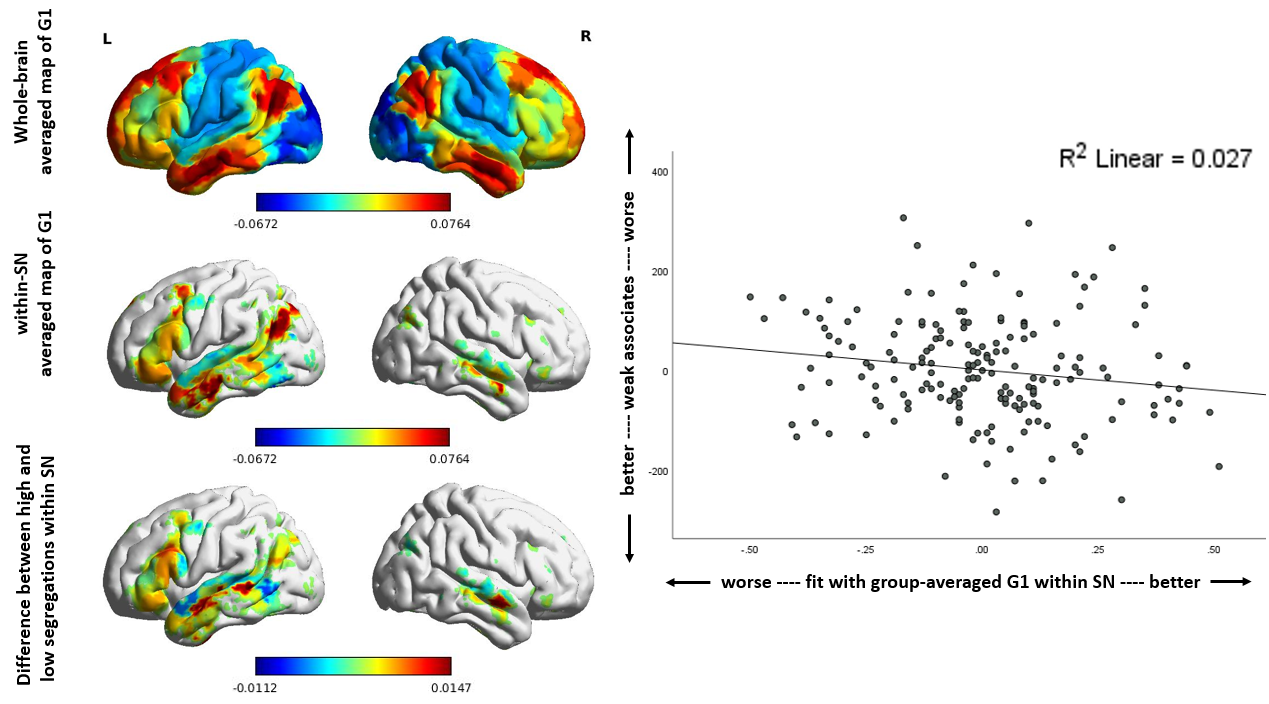 Whole-brain
averaged map of G1
L
R
-0.0672
0.0764
within-SN
averaged map of G1
-0.0672
0.0764
Difference between high and
low segregations within SN
-0.0112
0.0147
better ---- weak associates ---- worse
R² Linear = 0.027
400
200
0
-200
-.50
-.25
.00
.25
.50
worse ---- fit with group-averaged G1 within SN ---- better